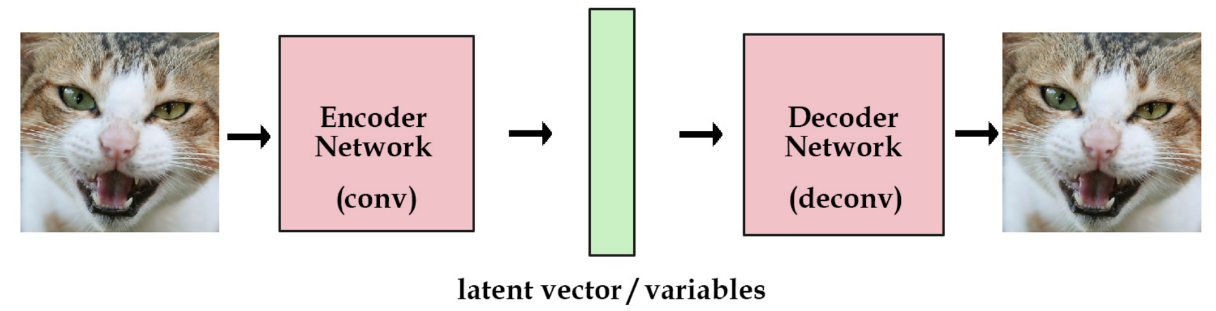 Encoder
Network
(conv)
Decoder
Network
(deconv)
latent vector / variables